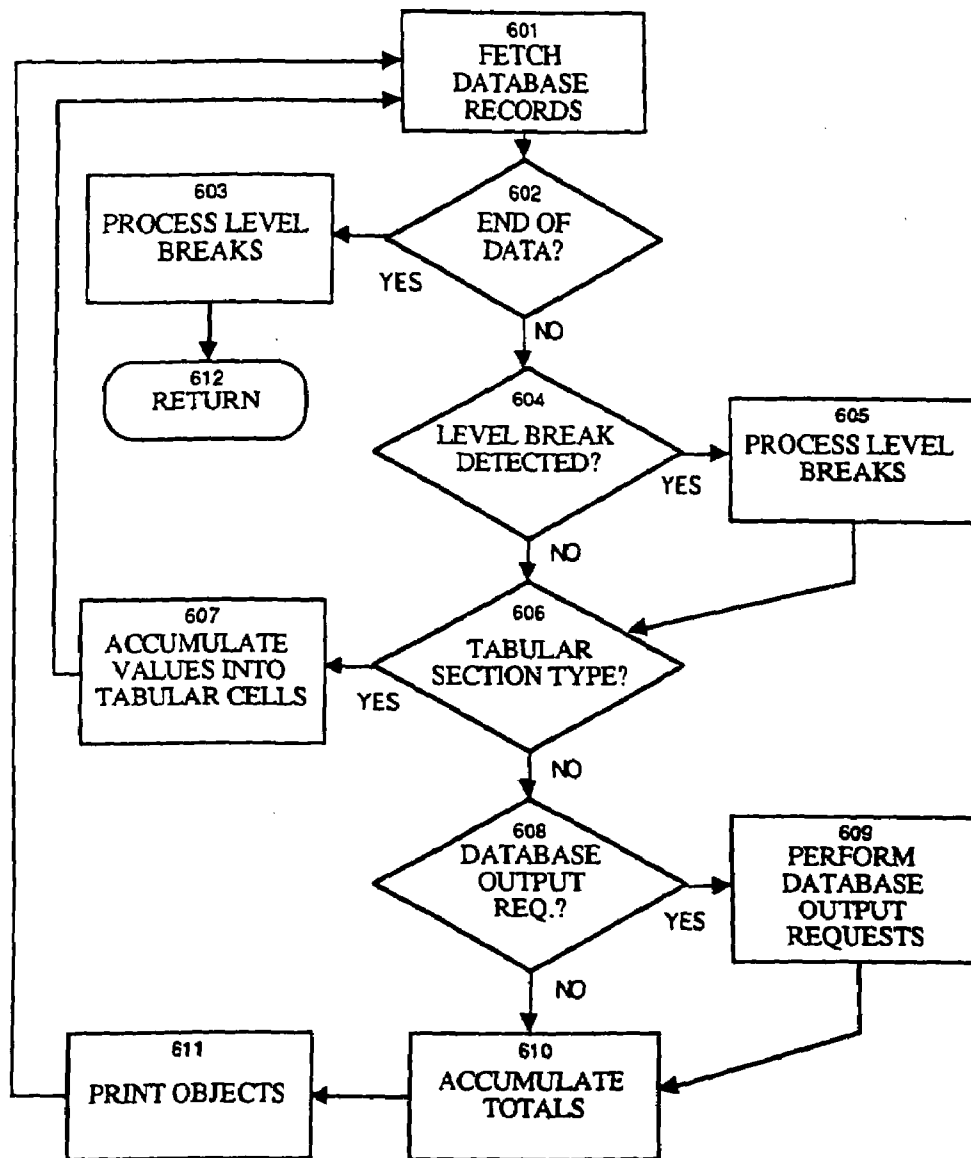 601
FETCH
DATABASE
RECORDS
602
END OF
DATA?
YES
NO
603
PROCESS LEVEL
BREAKS
612
RETURN
604
LEVEL BREAK
DETECTED?
YES
NO
605
PROCESS LEVEL
BREAKS
606
TABULAR
SECTION TYPE?
YES
NO
607
ACCUMULATE
VALUES INTO
TABULAR CELLS
608
DATABASE
OUTPUT
REQ.?
YES
NO
609
PERFORM
DATABASE
OUTPUT
REQUESTS
610
ACCUMULATE
TOTALS
611
PRINT OBJECTS